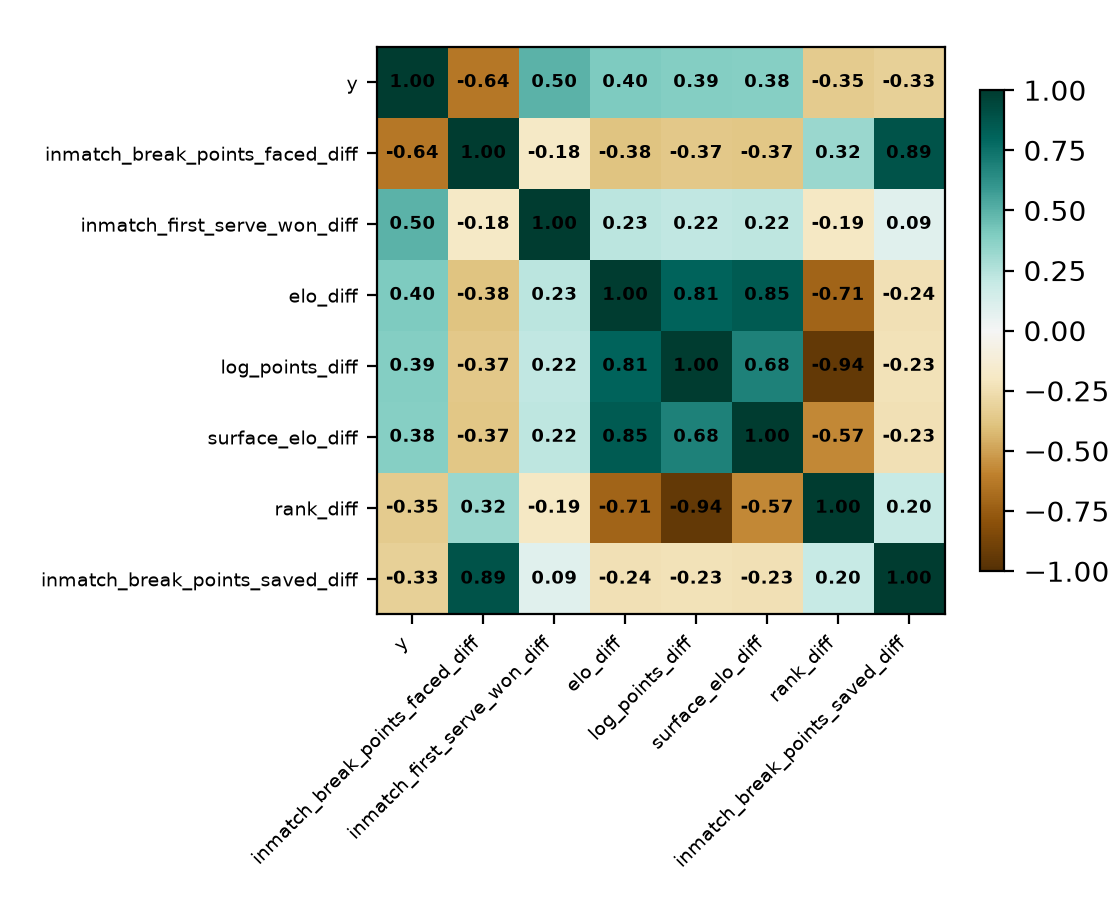 y 1.00 -0.64 0.50 0.40 0.39 0.38 -0.35 -0.33
inmatch_break_points_faced_diff -0.64 1.00 -0.18 -0.38 -0.37 -0.37 0.32 0.89
inmatch_first_serve_won_diff 0.50 -0.18 1.00 0.23 0.22 0.22 -0.19 0.09
elo_diff 0.40 -0.38 0.23 1.00 0.81 0.85 -0.71 -0.24
log_points_diff 0.39 -0.37 0.22 0.81 1.00 0.68 -0.94 -0.23
surface_elo_diff 0.38 -0.37 0.22 0.85 0.68 1.00 -0.57 -0.23
rank_diff -0.35 0.32 -0.19 -0.71 -0.94 -0.57 1.00 0.20
inmatch_break_points_saved_diff -0.33 0.89 0.09 -0.24 -0.23 -0.23 0.20 1.00
y
inmatch_break_points_faced_diff
inmatch_first_serve_won_diff
elo_diff
log_points_diff
surface_elo_diff
rank_diff
inmatch_break_points_saved_diff
1.00
0.75
0.50
0.25
0.00
−0.25
−0.50
−0.75
−1.00